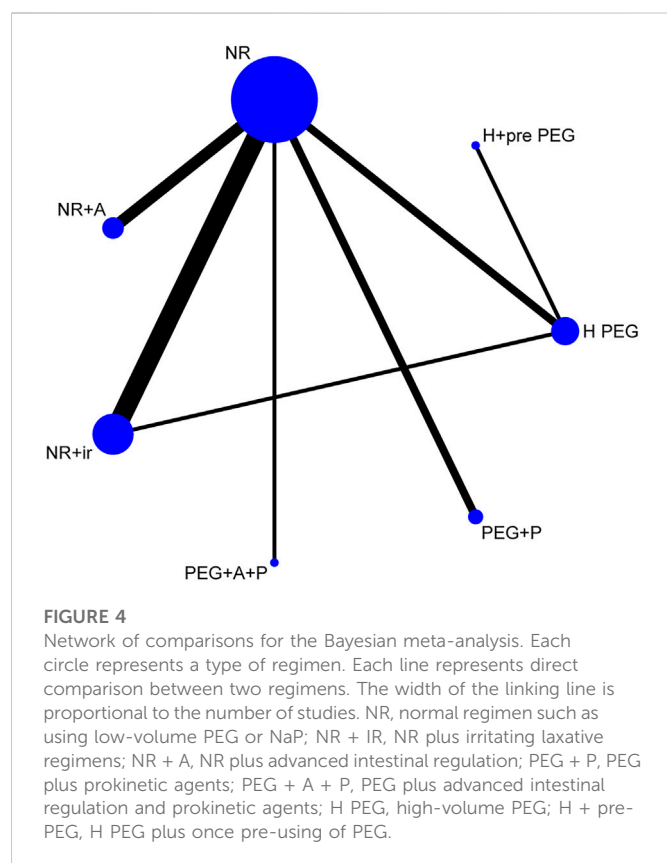 NR
H+pre PEG
NR+A
H PEG
NR+ir
PEG+P
PEG+A+P
FIGURE 4
Network of comparisons for the Bayesian meta-analysis. Each
circle represents a type of regimen. Each line represents direct
comparison between two regimens. The width of the linking line is
proportional to the number of studies. NR, normal regimen such as
using low-volume PEG or NaP; NR + IR, NR plus irritating laxative
regimens; NR + A, NR plus advanced intestinal regulation; PEG + P, PEG
plus prokinetic agents; PEG + A + P, PEG plus advanced intestinal
regulation and prokinetic agents; H PEG, high-volume PEG; H + pre-
PEG, H PEG plus once pre-using of PEG.